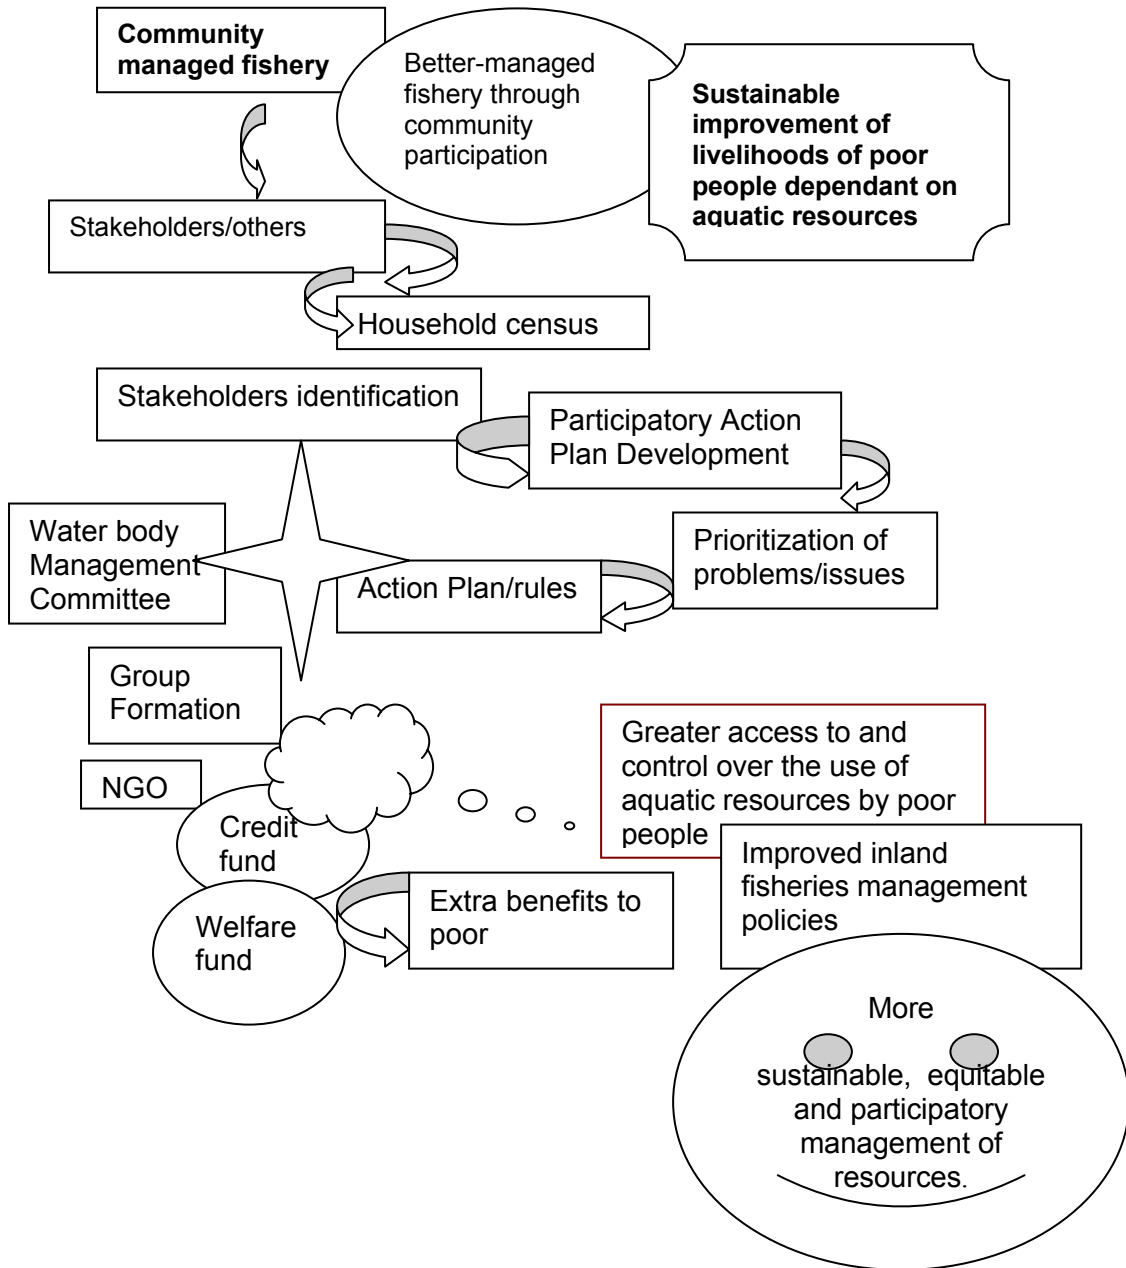 Community
managed fishery
Better-managed
fishery through
community
participation
Sustainable
improvement of
livelihoods of poor
people dependant on
aquatic resources
Stakeholders/others
Household census
Stakeholders identification
Participatory Action
Plan Development
Water body
Management
Committee
Action Plan/rules
Prioritization of
problems/issues
Group
Formation
NGO
Credit
fund
Welfare
fund
Extra benefits to
poor
Greater access to and
control over the use of
aquatic resources by poor
people
Improved inland
fisheries management
policies
More
sustainable, equitable
and participatory
management of
resources.